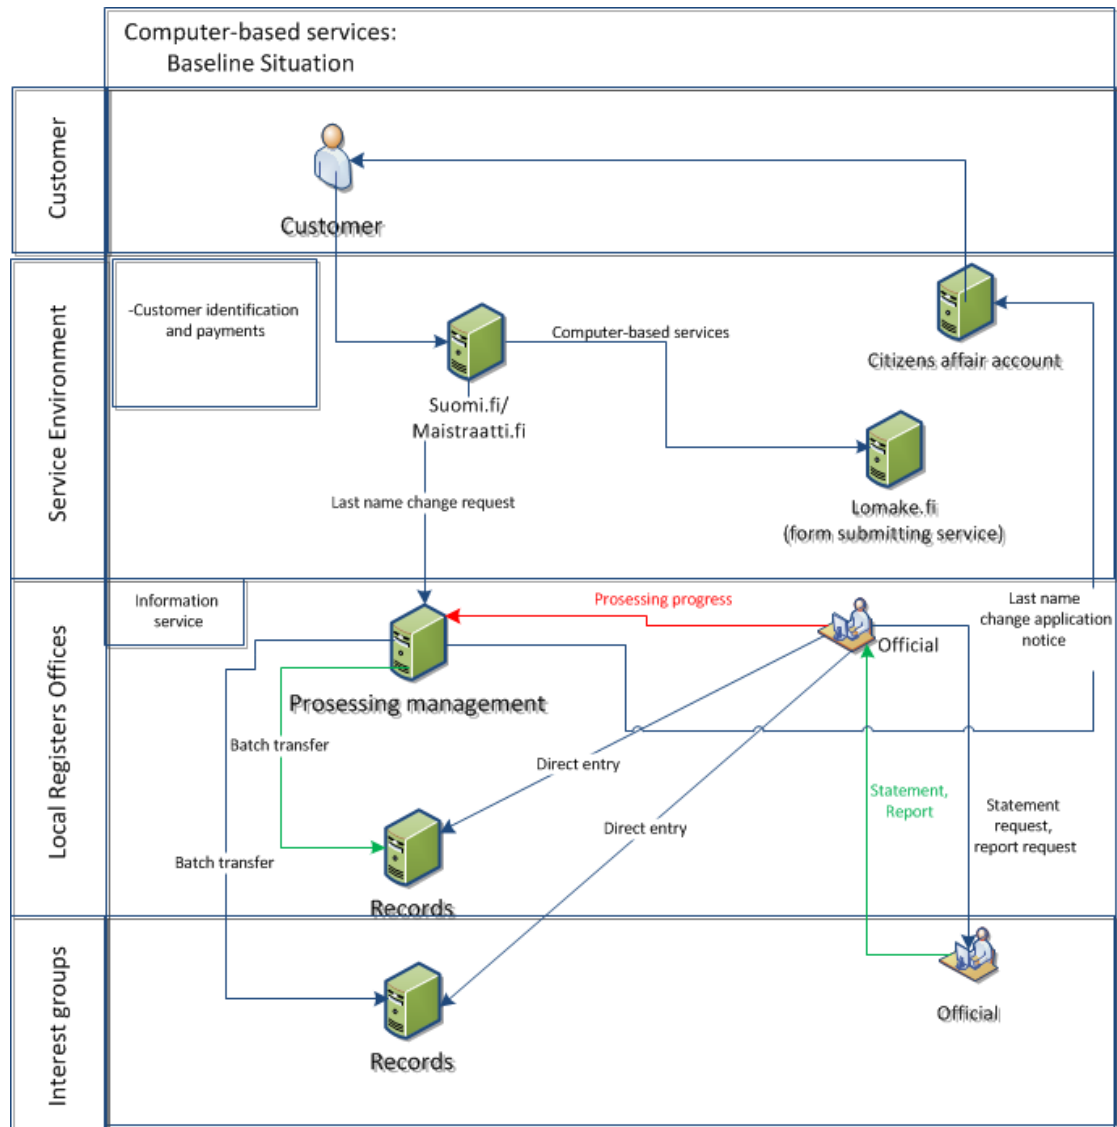 Computer-based services:
Baseline Situation
Customer
Customer
Service Environment
-Customer identification
and payments
Computer-based services
Citizens affair account
Suomi.fi/
Maistraatti.fi
Last name change request
Lomake.fi
(form submitting service)
Local Registers Offices
Information
service
Prosessing progress
Official
Last name
change application
notice
Prosessing management
Batch transfer
Direct entry
Statement,
Report
Statement
request,
report request
Direct entry
Batch transfer
Records
Interest groups
Official
Records